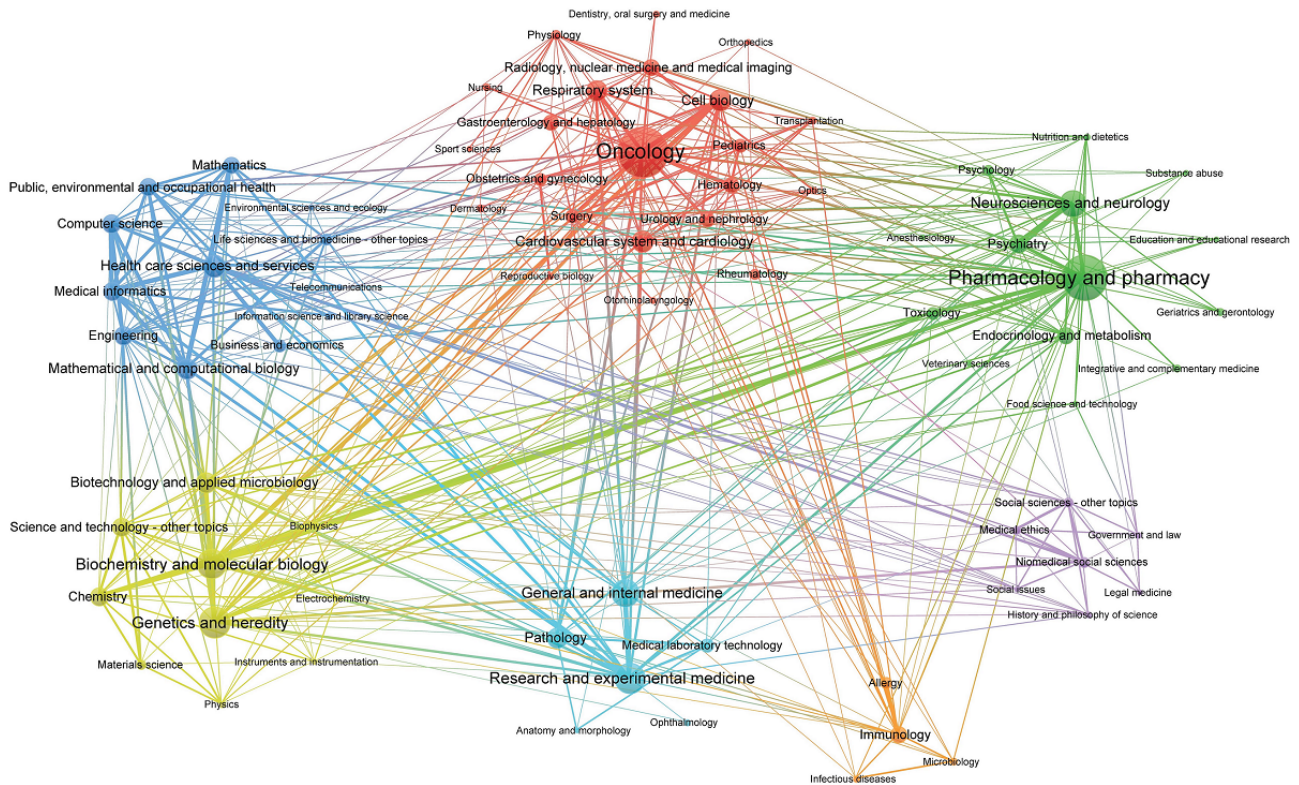 Dentistry, oral surgery and medicine
Physiology
Orthopedics
Radiology, nuclear medicine and medical imaging
Nursing
Respiratory system
Cell biology
Gastroenterology and hepatology
Transplantation
Sport sciences
Oncology
Pediatrics
Obstetrics and gynecology
Hematology
Optics
Dermatology
Surgery
Urology and nephrology
Cardiovascular system and cardiology
Reproductive biology
Rheumatology
Otorhinolaryngology
Mathematics
Public, environmental and occupational health
Environmental sciences and ecology
Computer science
Life sciences and biomedicine - other topics
Health care sciences and services
Telecommunications
Medical informatics
Information science and library science
Engineering
Business and economics
Mathematical and computational biology
Nutrition and dietetics
Psychology
Substance abuse
Neurosciences and neurology
Anesthesiology
Psychiatry
Education and educational research
Pharmacology and pharmacy
Toxicology
Geriatrics and gerontology
Endocrinology and metabolism
Veterinary sciences
Integrative and complementary medicine
Food science and technology
Biotechnology and applied microbiology
Science and technology - other topics
Biophysics
Biochemistry and molecular biology
Chemistry
Electrochemistry
Genetics and heredity
Materials science
Instruments and instrumentation
Physics
General and internal medicine
Pathology
Medical laboratory technology
Research and experimental medicine
Anatomy and morphology
Ophthalmology
Social sciences - other topics
Medical ethics
Government and law
Niomedical social sciences
Social issues
Legal medicine
History and philosophy of science
Allergy
Immunology
Microbiology
Infectious diseases